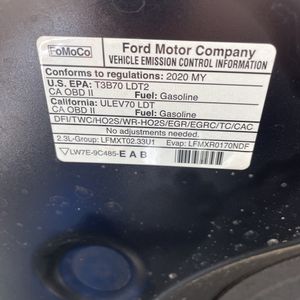 FoMoCo
Ford Motor Company
VEHICLE EMISSION CONTROL INFORMATION
Conforms to regulations: 2020 MY
U.S. EPA: T3B70 LDT2
CA OBD II Fuel: Gasoline
California: ULEV70 LDT
CA OBD II Fuel: Gasoline
DFI/TWC/HO2S/WR-HO2S/EGR/EGRC/TC/CAC
No adjustments needed.
2.3L-Group: LFMXT02.33U1 Evap: LFMXR0170NDF
LW7E-9C485-E A B